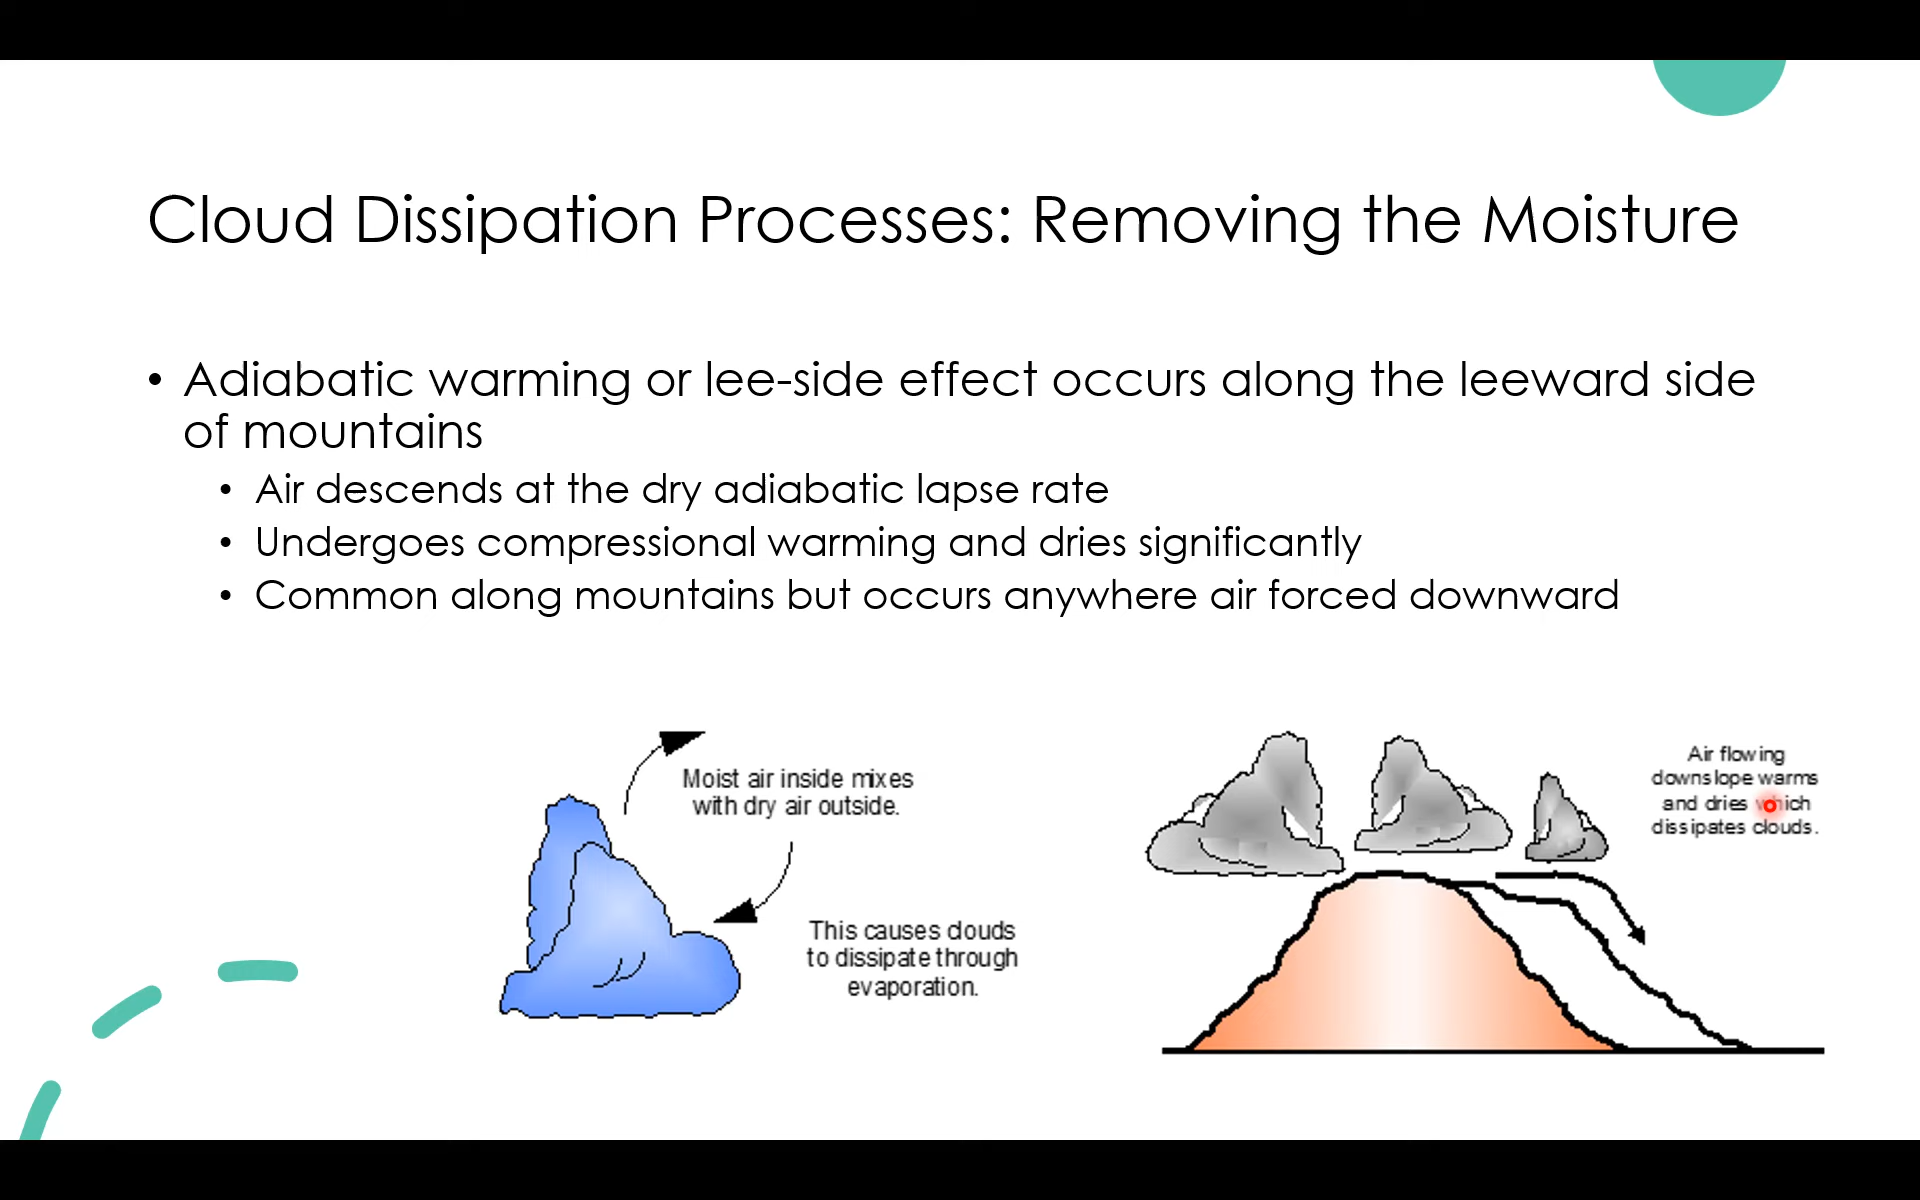 Cloud Dissipation Processes: Removing the Moisture
• Adiabatic warming or lee-side effect occurs along the leeward side
of mountains
• Air descends at the dry adiabatic lapse rate
• Undergoes compressional warming and dries significantly
• Common along mountains but occurs anywhere air forced downward
Moist air inside mixes
with dry air outside.
This causes clouds
to dissipate through
evaporation.
Air flowing
downslope warms
and dries which
dissipates clouds.